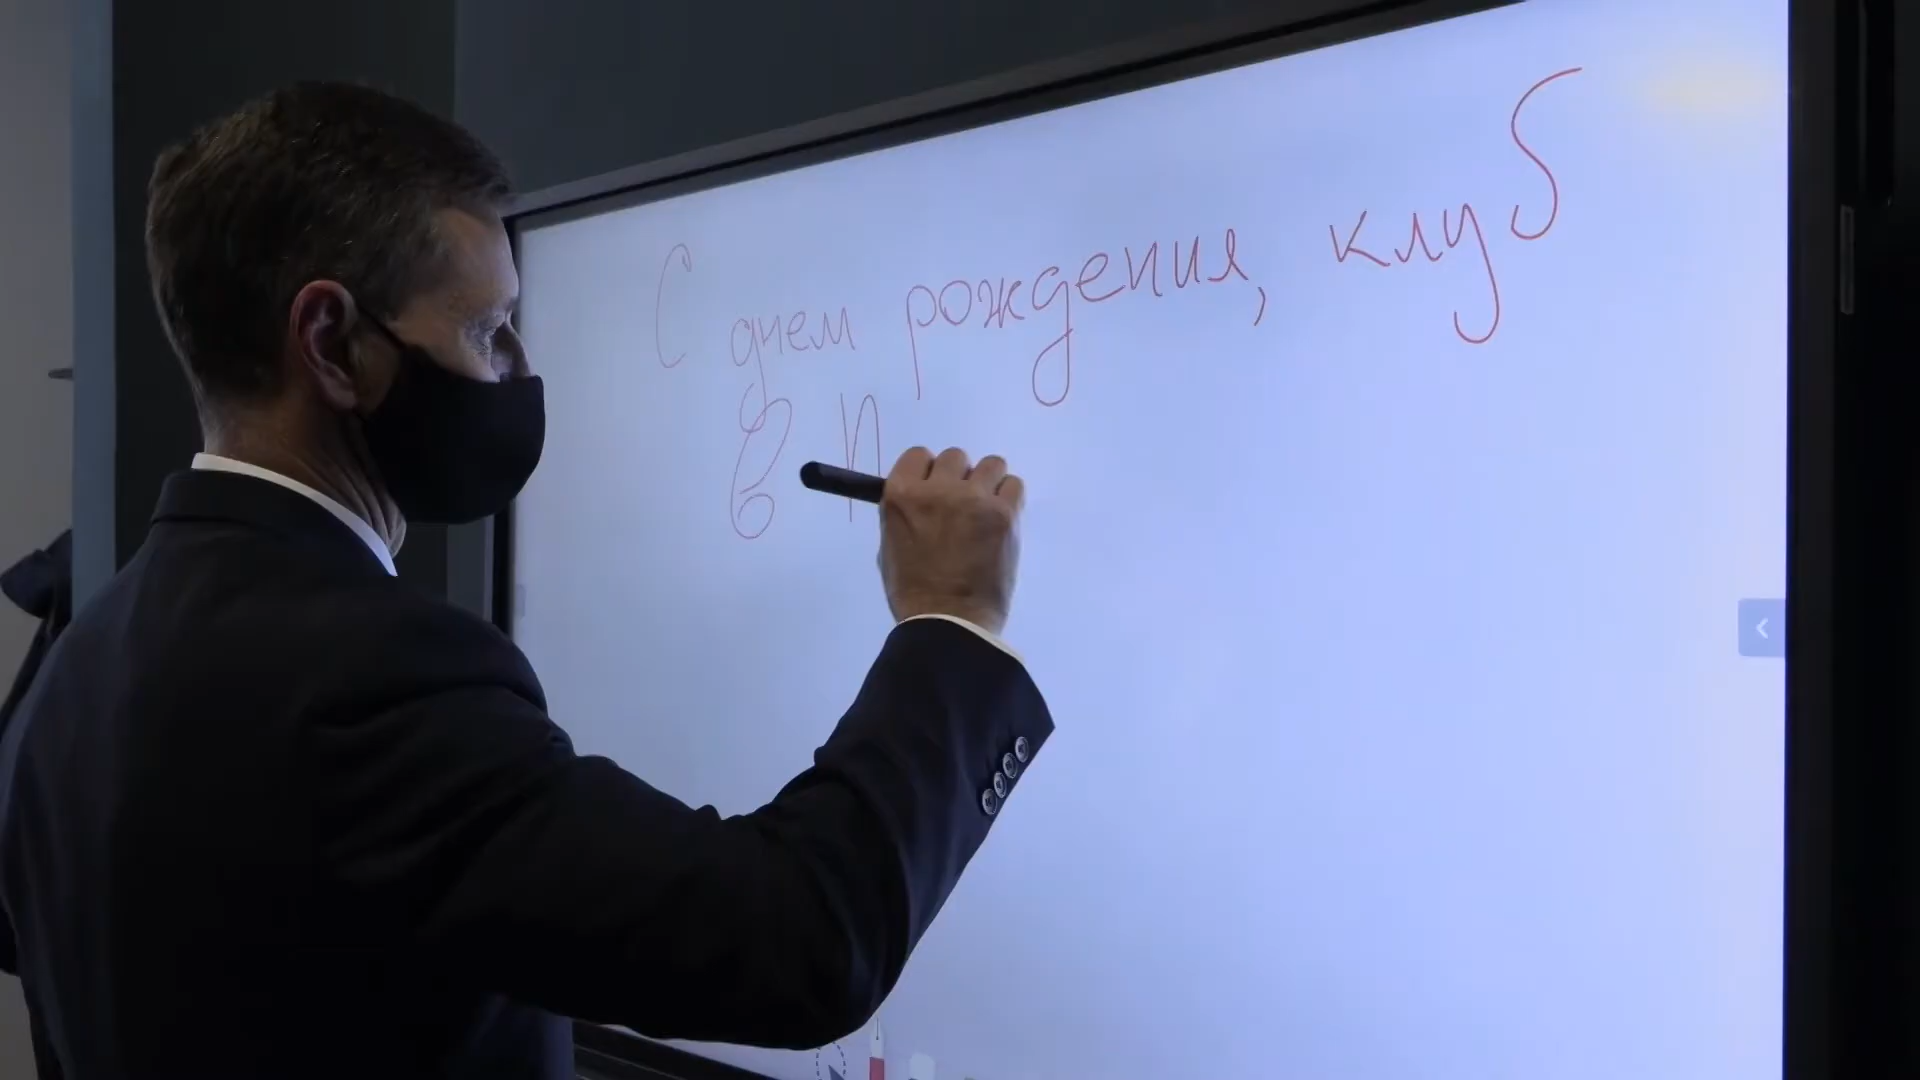 С днем рождения, клуб
в